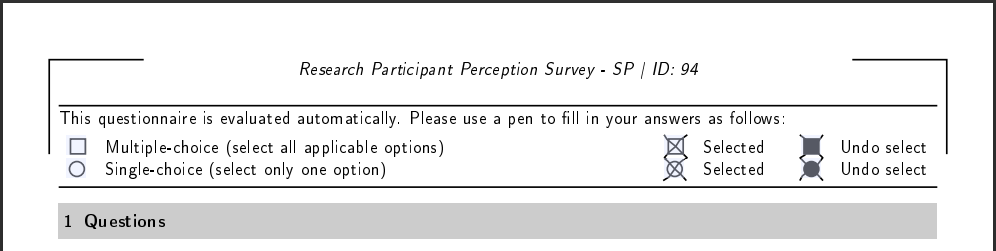 Research Participant Perception Survey - SP | ID: 94
This questionnaire is evaluated automatically. Please use a pen to fill in your answers as follows:
Multiple-choice (select all applicable options) Selected Undo select
Single-choice (select only one option) Selected Undo select
1 Questions